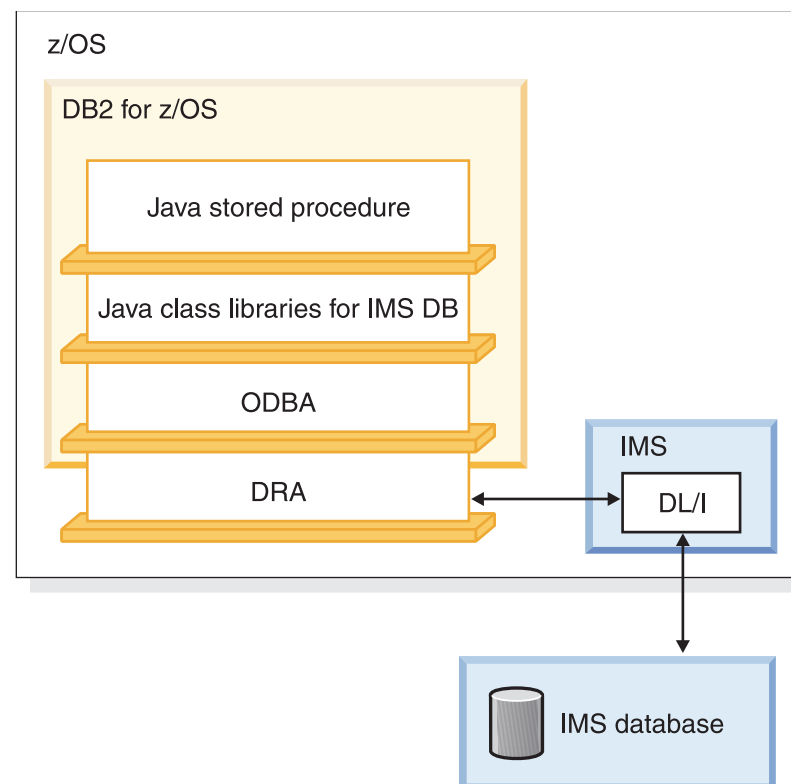 z/OS
DB2 for z/OS
Java stored procedure
Java class libraries for IMS DB
ODBA
DRA
IMS
DL/I
IMS database